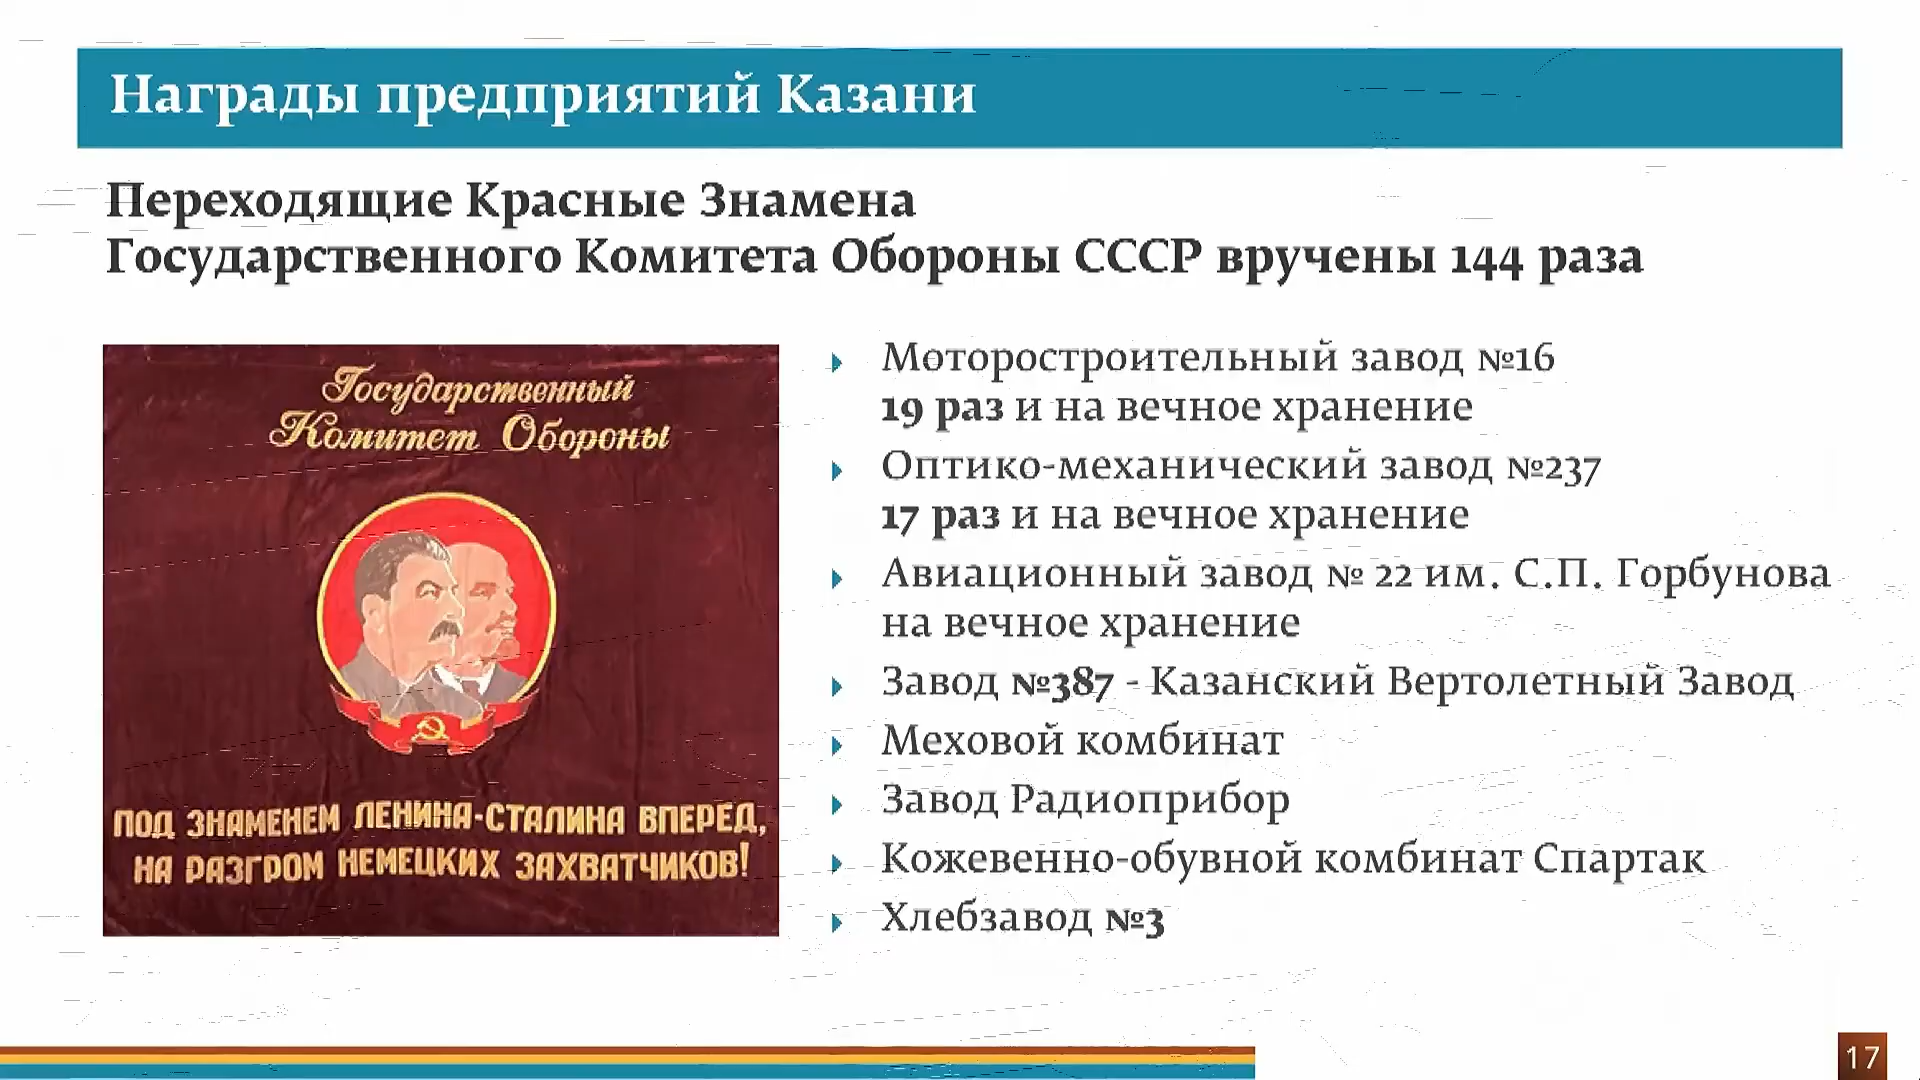 Награды предприятий Казани
Переходящие Красные Знамена
Государственного Комитета Обороны СССР вручены 144 раза
Государственный
Комитет Обороны
ПОД ЗНАМЕНЕМ ЛЕНИНА-СТАЛИНА ВПЕРЕД,
НА РАЗГРОМ НЕМЕЦКИХ ЗАХВАТЧИКОВ!
Моторостроительный завод №16
19 раз и на вечное хранение
Оптико-механический завод №237
17 раз и на вечное хранение
Авиационный завод № 22 им. С.П. Горбунова
на вечное хранение
Завод №387 - Казанский Вертолетный Завод
Меховой комбинат
Завод Радиоприбор
Кожевенно-обувной комбинат Спартак
Хлебзавод №3
17